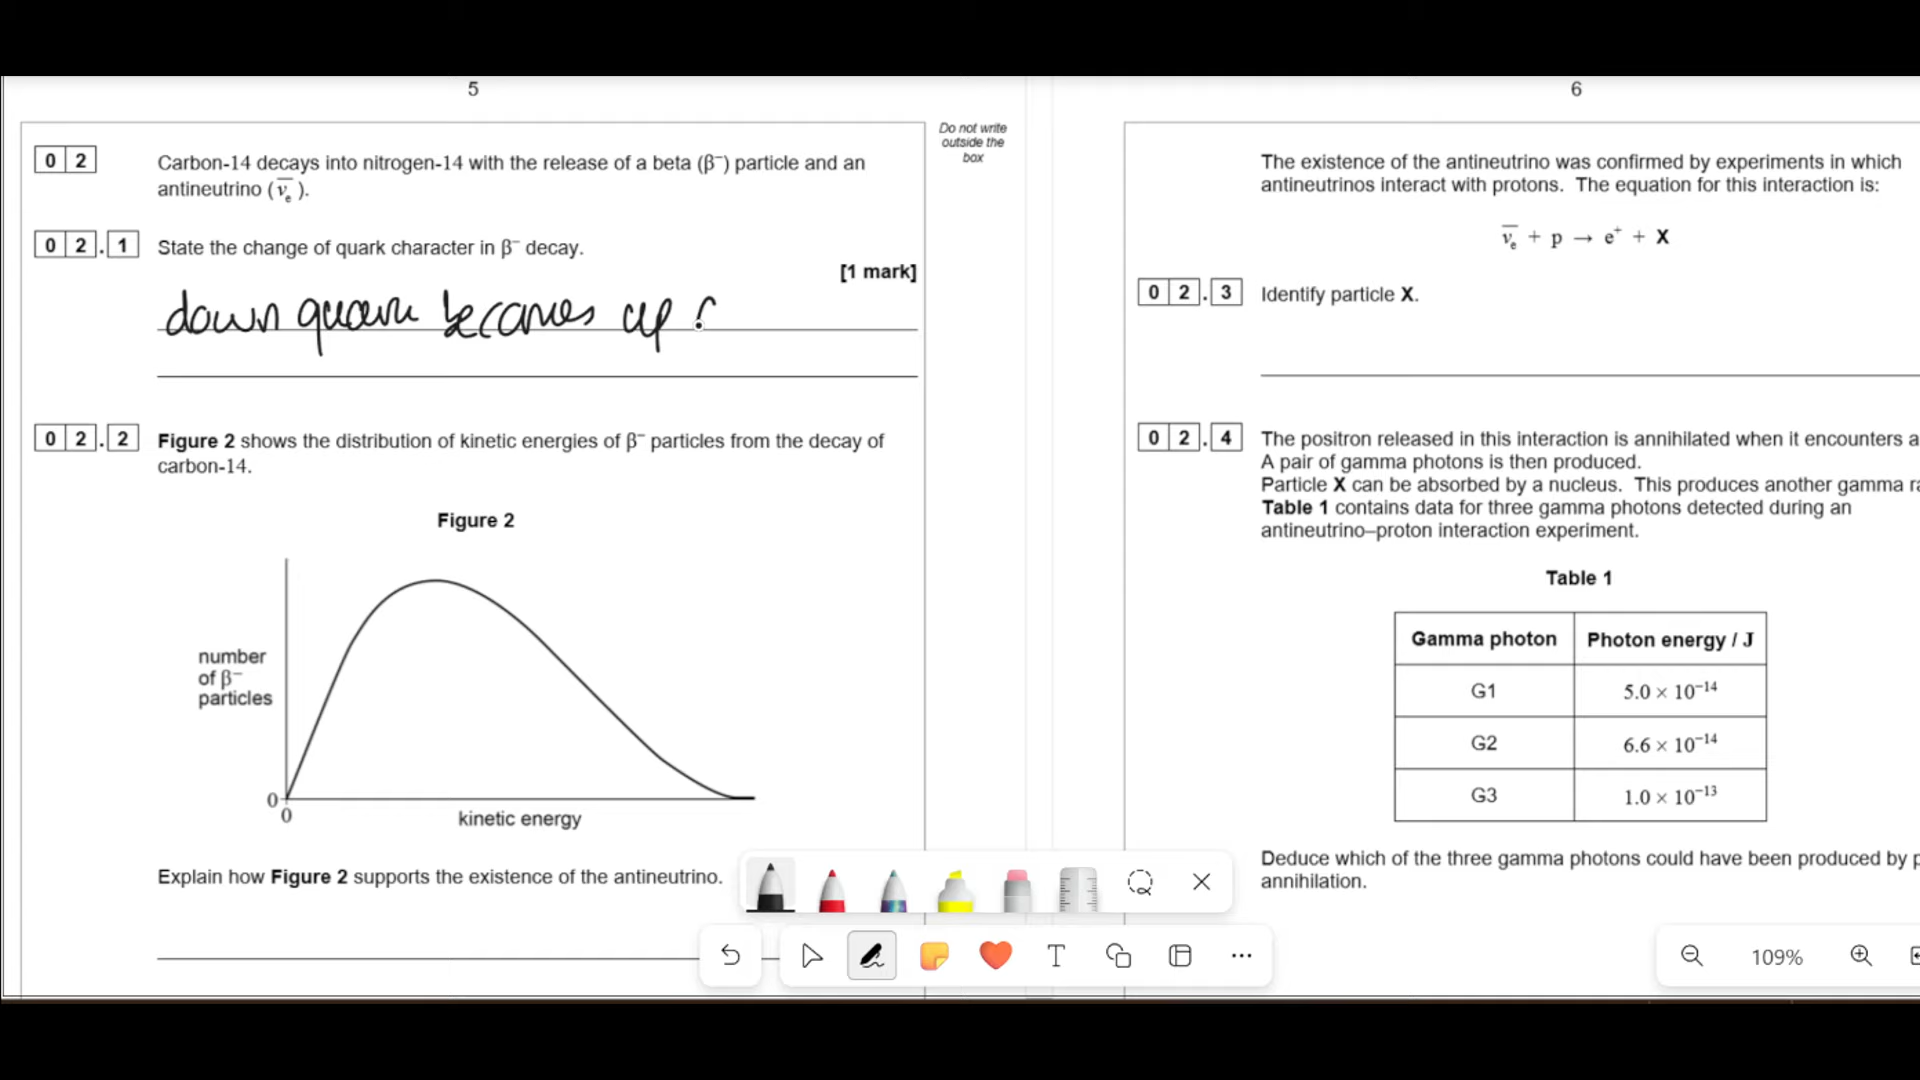 5
Do not write
outside the
box
0 2
Carbon-14 decays into nitrogen-14 with the release of a beta (β⁻) particle and an
antineutrino (ν̅ₑ).
0 2 . 1 State the change of quark character in β⁻ decay.
[1 mark]
down quark becomes up
0 2 . 2 Figure 2 shows the distribution of kinetic energies of β⁻ particles from the decay of
carbon-14.
Figure 2
number
of β⁻
particles
0
0
kinetic energy
Explain how Figure 2 supports the existence of the antineutrino.
6
The existence of the antineutrino was confirmed by experiments in which
antineutrinos interact with protons. The equation for this interaction is:
ν̅ₑ + p → e⁺ + X
0 2 . 3 Identify particle X.
0 2 . 4 The positron released in this interaction is annihilated when it encounters a
A pair of gamma photons is then produced.
Particle X can be absorbed by a nucleus. This produces another gamma ra
Table 1 contains data for three gamma photons detected during an
antineutrino–proton interaction experiment.
Table 1
Gamma photon Photon energy / J
G1 5.0 × 10⁻¹⁴
G2 6.6 × 10⁻¹⁴
G3 1.0 × 10⁻¹³
Deduce which of the three gamma photons could have been produced by p
annihilation.
109%